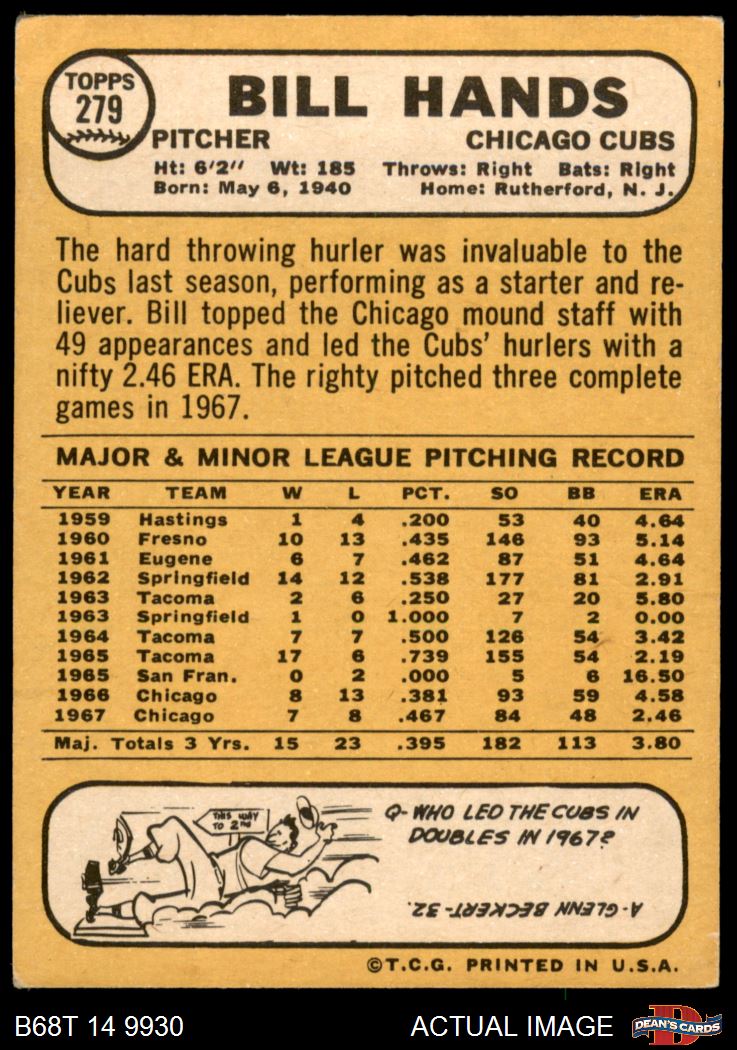 TOPPS
279
BILL HANDS
PITCHER CHICAGO CUBS
Ht: 6'2" Wt: 185 Throws: Right Bats: Right
Born: May 6, 1940 Home: Rutherford, N. J.
The hard throwing hurler was invaluable to the
Cubs last season, performing as a starter and re-
liever. Bill topped the Chicago mound staff with
49 appearances and led the Cubs' hurlers with a
nifty 2.46 ERA. The righty pitched three complete
games in 1967.
MAJOR & MINOR LEAGUE PITCHING RECORD
YEAR TEAM W L PCT. SO BB ERA
1959 Hastings 1 4 .200 53 40 4.64
1960 Fresno 10 13 .435 146 93 5.14
1961 Eugene 6 7 .462 87 51 4.64
1962 Springfield 14 12 .538 177 81 2.91
1963 Tacoma 2 6 .250 27 20 5.80
1963 Springfield 1 0 1.000 7 2 0.00
1964 Tacoma 7 7 .500 126 54 3.42
1965 Tacoma 17 6 .739 155 54 2.19
1965 San Fran. 0 2 .000 5 6 16.50
1966 Chicago 8 13 .381 93 59 4.58
1967 Chicago 7 8 .467 84 48 2.46
Maj. Totals 3 Yrs. 15 23 .395 182 113 3.80
THIS WAY
TO 2nd
Q-WHO LED THE CUBS IN
DOUBLES IN 1967?
A-GLENN BECKERT-32.
©T.C.G. PRINTED IN U.S.A.
B68T 14 9930 ACTUAL IMAGE
DEAN'S CARDS